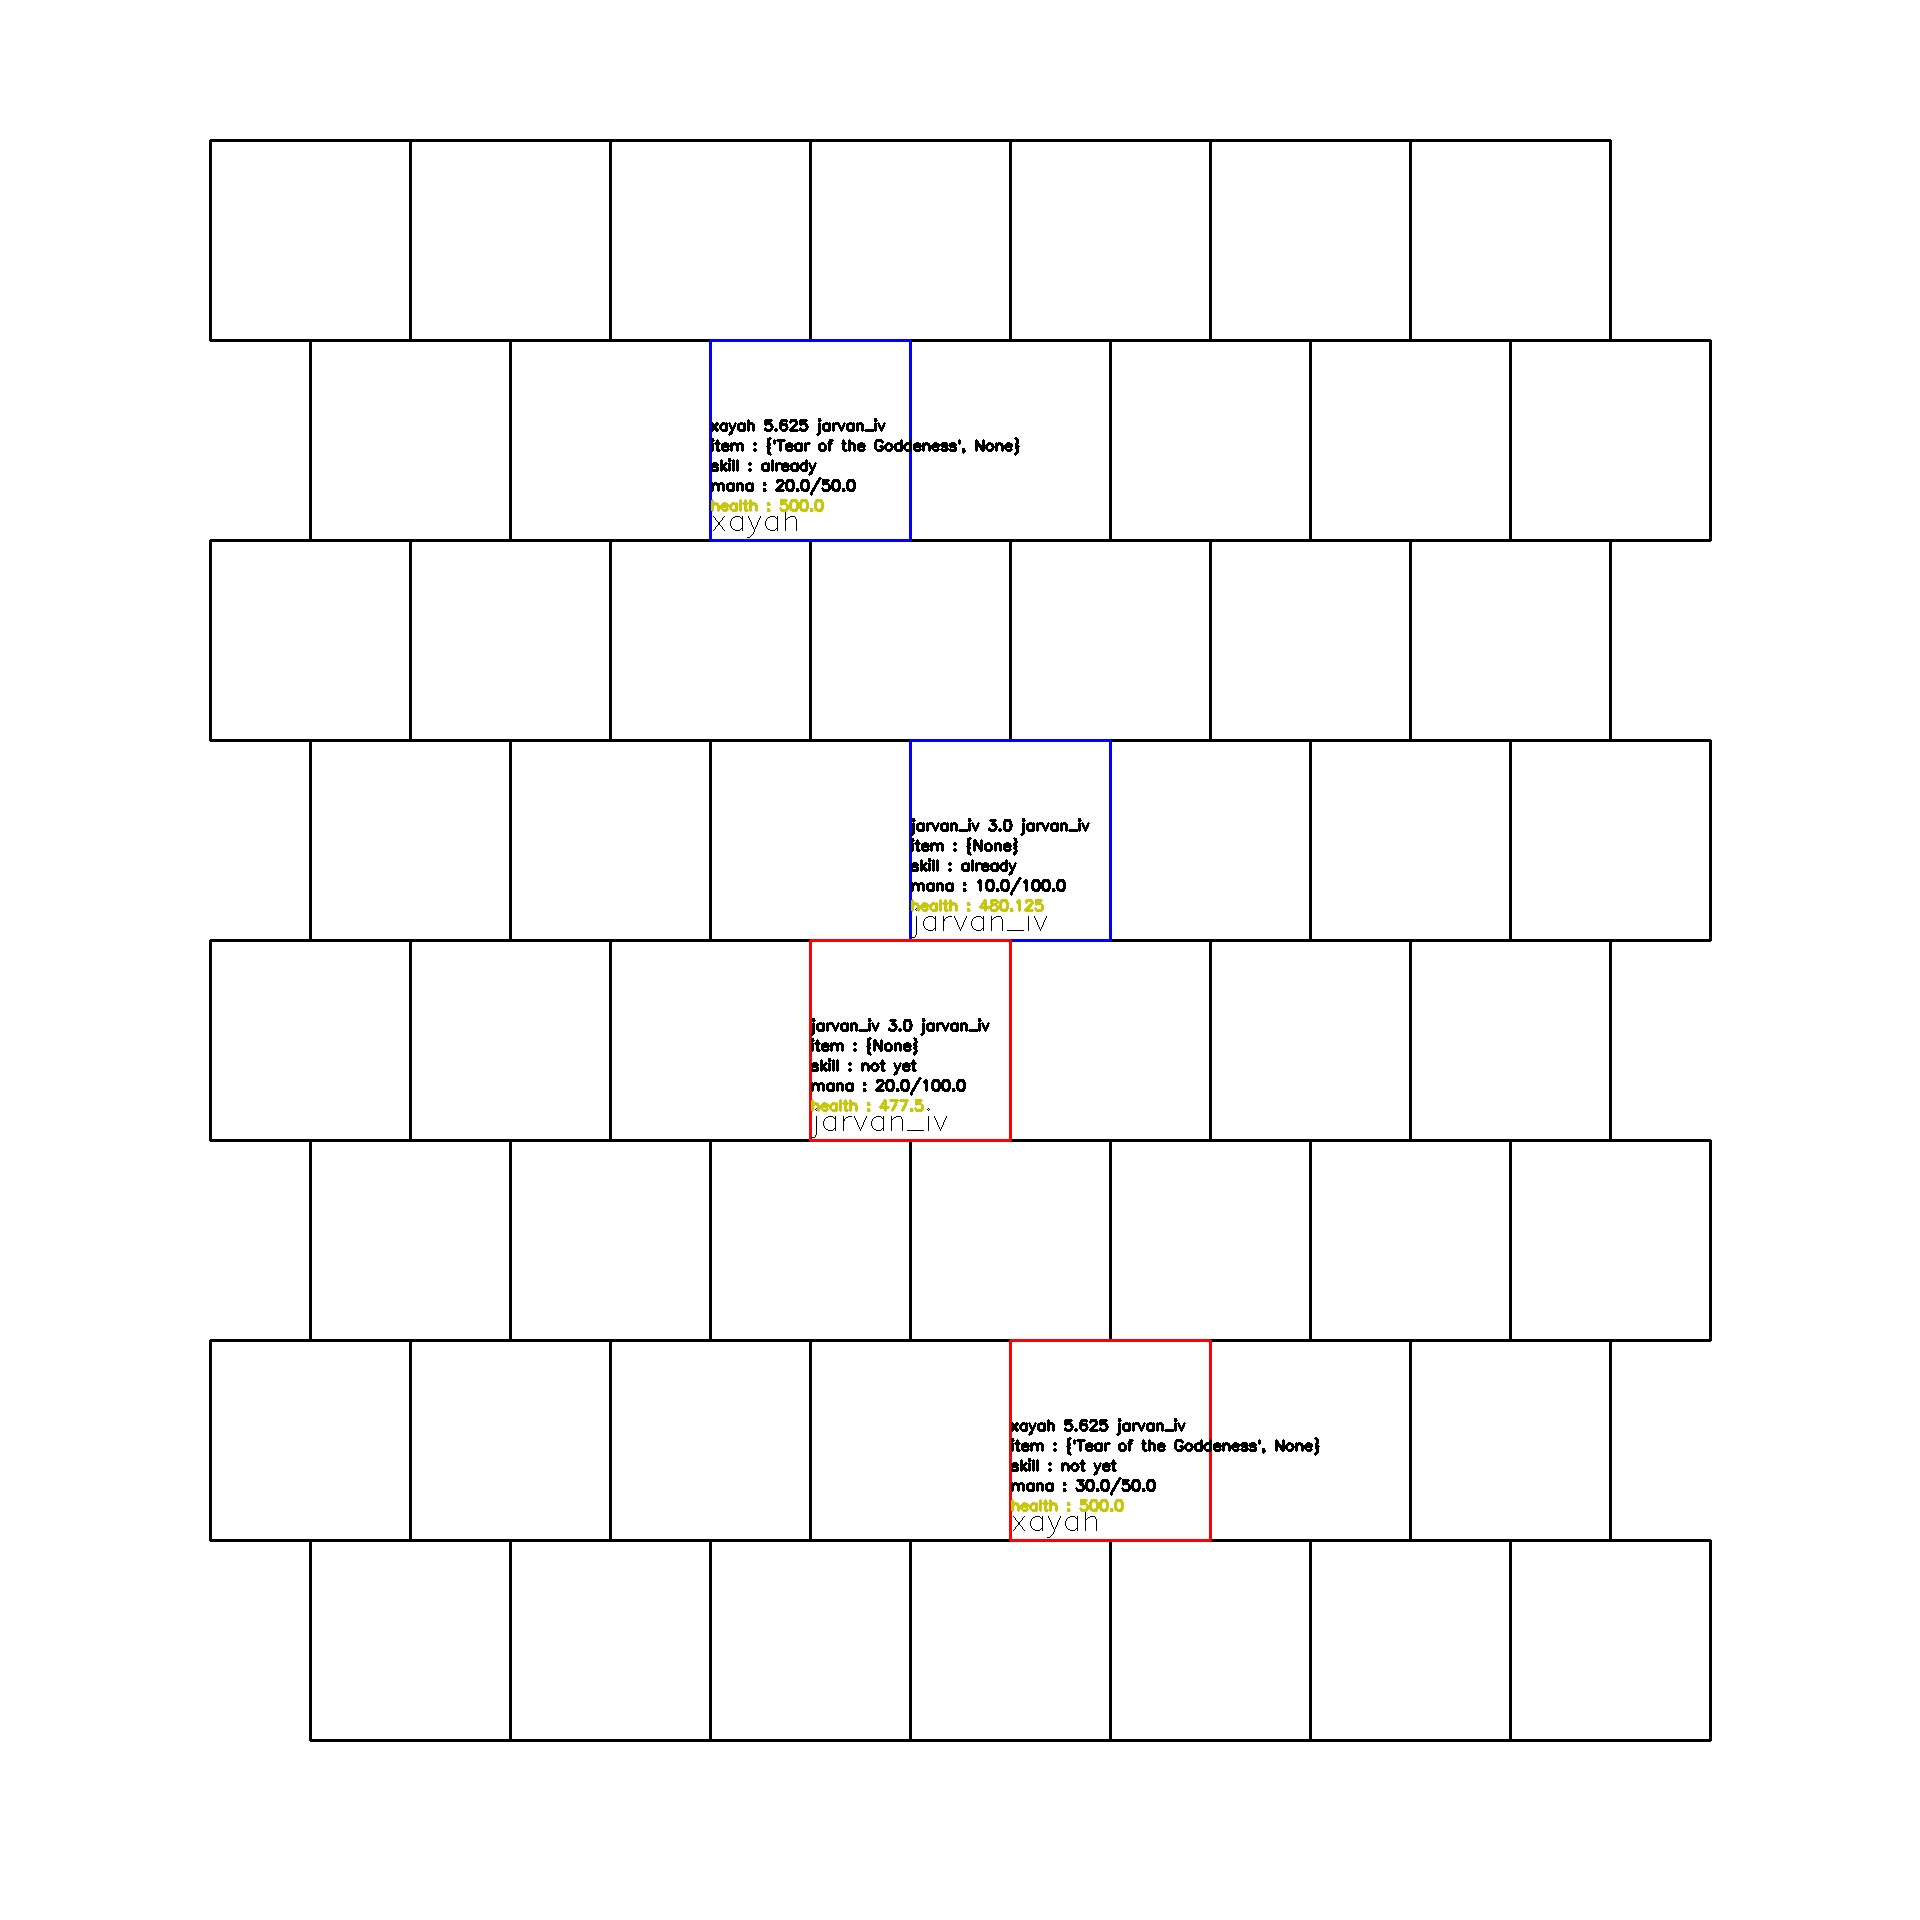 xayah 5.625 jarvan_iv
item : {'Tear of the Goddeness', None}
skill : already
mana : 20.0/50.0
health : 500.0
xayah
jarvan_iv 3.0 jarvan_iv
item : {None}
skill : already
mana : 10.0/100.0
health : 480.125
jarvan_iv
jarvan_iv 3.0 jarvan_iv
item : {None}
skill : not yet
mana : 20.0/100.0
health : 477.5
jarvan_iv
xayah 5.625 jarvan_iv
item : {'Tear of the Goddeness', None}
skill : not yet
mana : 30.0/50.0
health : 500.0
xayah